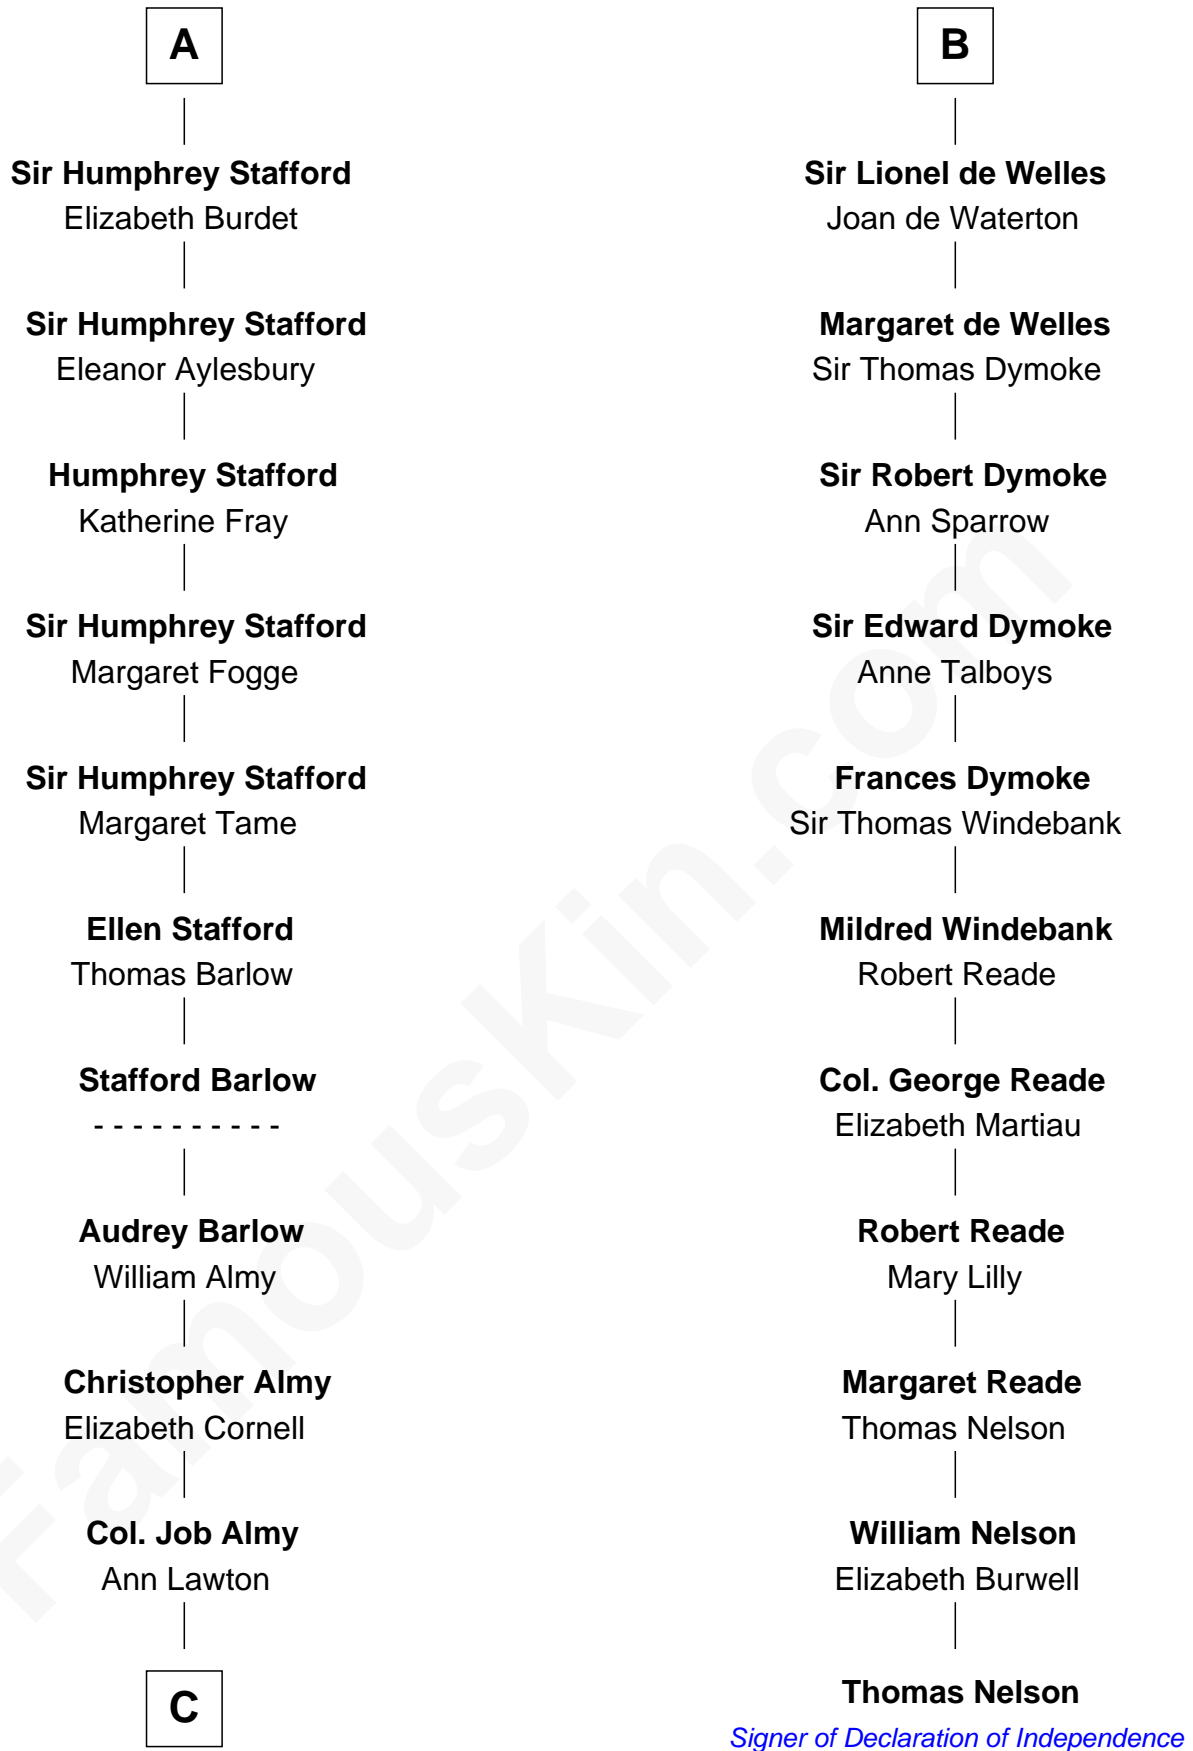 A
Sir Humphrey Stafford
Elizabeth Burdet
Sir Humphrey Stafford
Eleanor Aylesbury
Humphrey Stafford
Katherine Fray
Sir Humphrey Stafford
Margaret Fogge
Sir Humphrey Stafford
Margaret Tame
Ellen Stafford
Thomas Barlow
Stafford Barlow
- - - - - - - - - -
Audrey Barlow
William Almy
Christopher Almy
Elizabeth Cornell
Col. Job Almy
Ann Lawton
C
B
Sir Lionel de Welles
Joan de Waterton
Margaret de Welles
Sir Thomas Dymoke
Sir Robert Dymoke
Ann Sparrow
Sir Edward Dymoke
Anne Talboys
Frances Dymoke
Sir Thomas Windebank
Mildred Windebank
Robert Reade
Col. George Reade
Elizabeth Martiau
Robert Reade
Mary Lilly
Margaret Reade
Thomas Nelson
William Nelson
Elizabeth Burwell
Thomas Nelson
Signer of Declaration of Independence
FamousKin.com